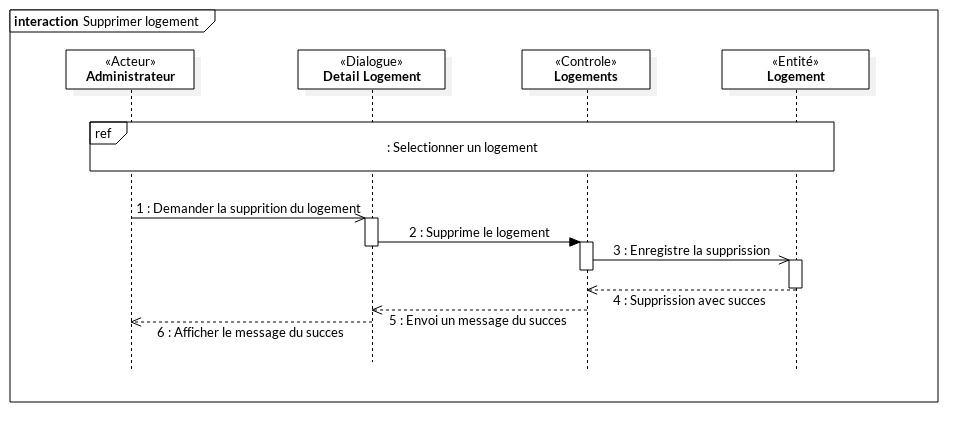 interaction Supprimer logement
«Acteur»
Administrateur
«Dialogue»
Detail Logement
«Controle»
Logements
«Entité»
Logement
ref
: Selectionner un logement
1 : Demander la supprition du logement
2 : Supprime le logement
3 : Enregistre la supprission
4 : Supprission avec succes
5 : Envoi un message du succes
6 : Afficher le message du succes